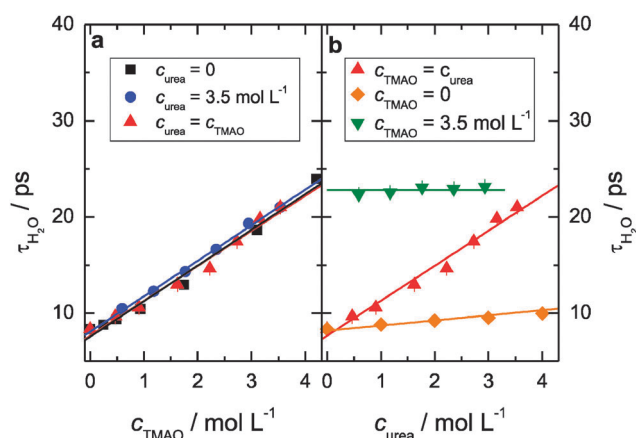 a
c_urea = 0
c_urea = 3.5 mol L⁻¹
c_urea = c_TMAO
b
c_TMAO = c_urea
c_TMAO = 0
c_TMAO = 3.5 mol L⁻¹
40
30
20
10
τ_H₂O / ps
40
30
20
10
τ_H₂O / ps
0 1 2 3 4
0 1 2 3 4
c_TMAO / mol L⁻¹
c_urea / mol L⁻¹